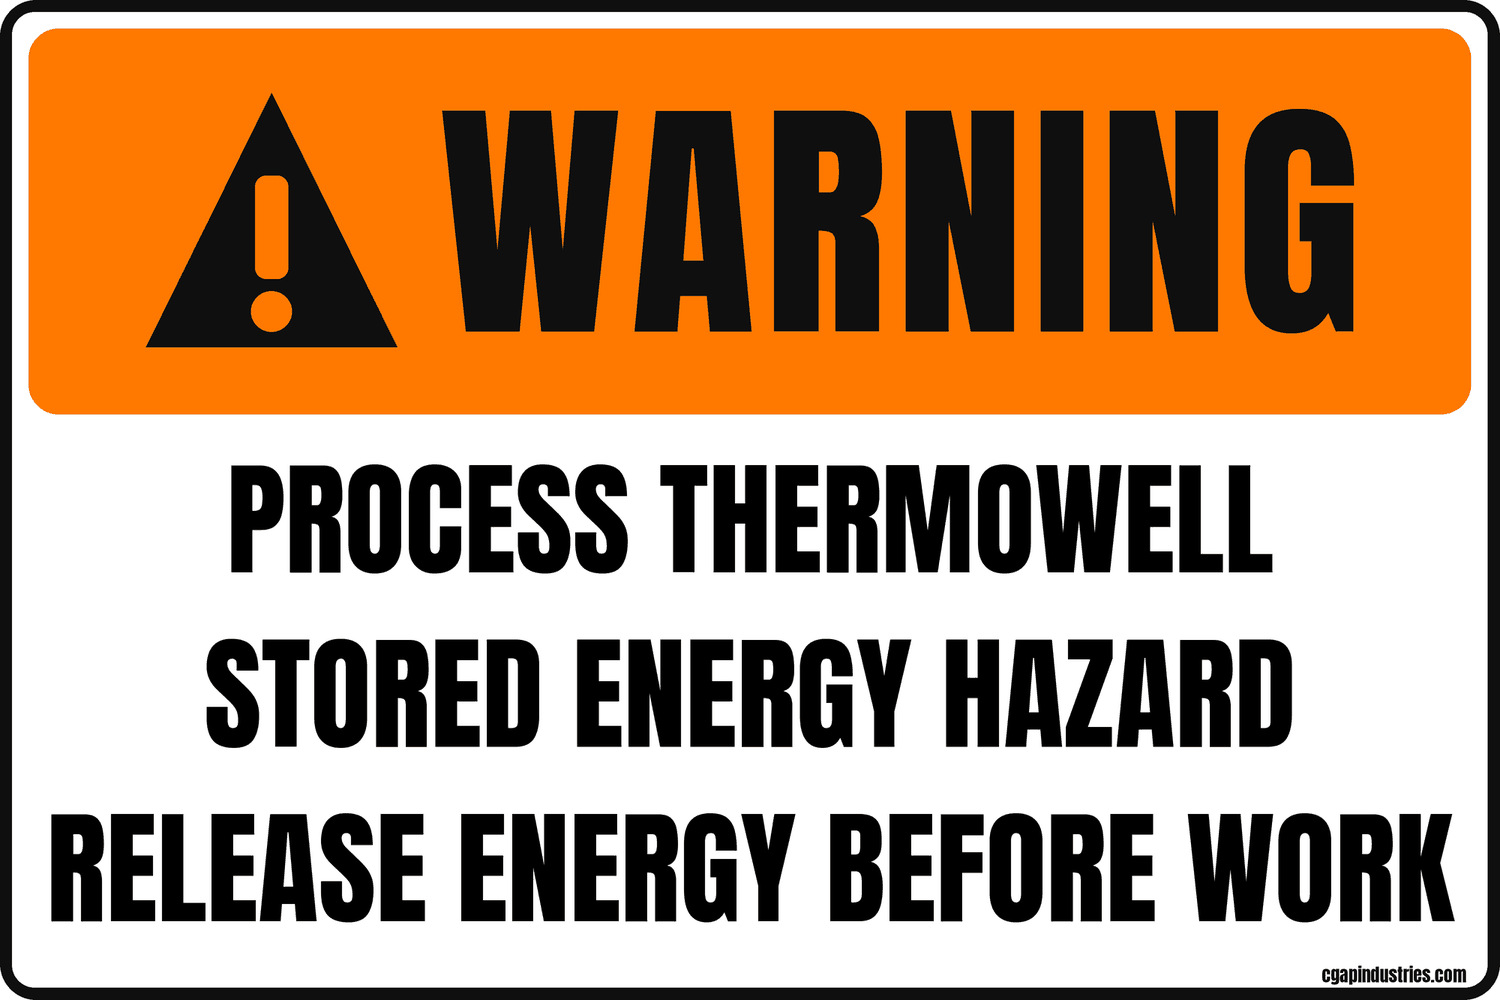 WARNING
PROCESS THERMOWELL
STORED ENERGY HAZARD
RELEASE ENERGY BEFORE WORK
cgapindustries.com